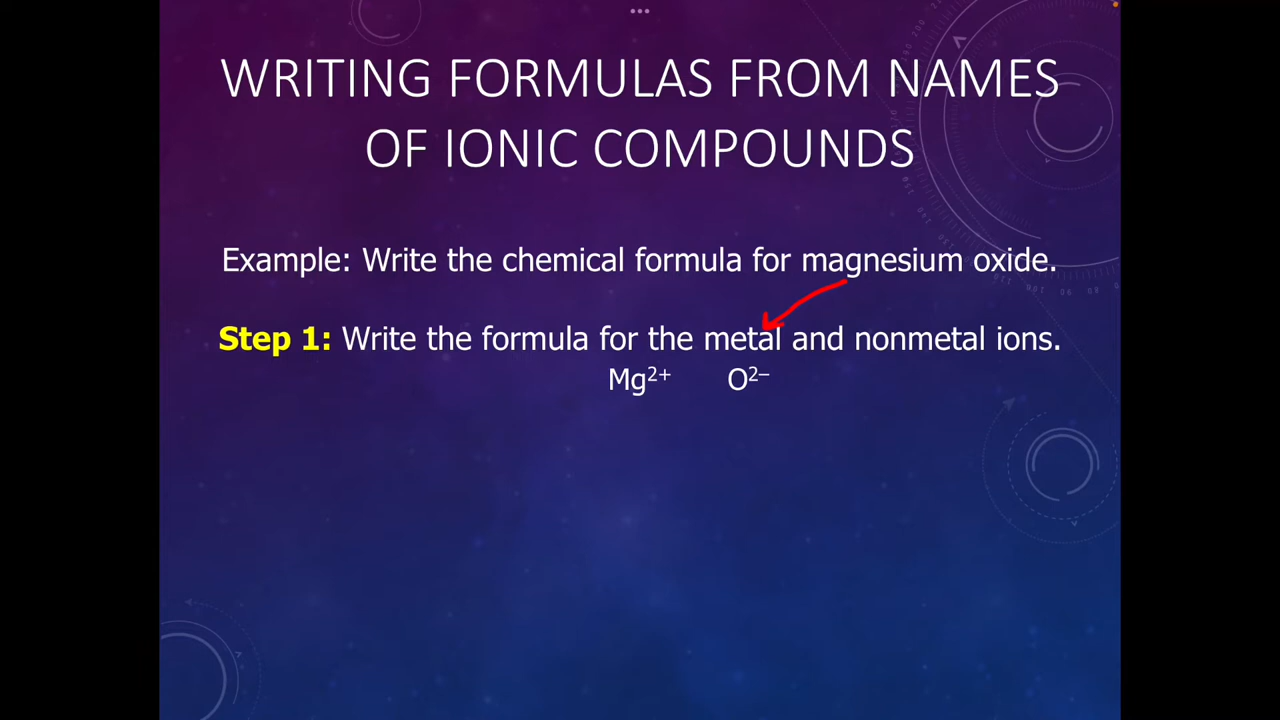 WRITING FORMULAS FROM NAMES
OF IONIC COMPOUNDS
Example: Write the chemical formula for magnesium oxide.
Step 1: Write the formula for the metal and nonmetal ions.
Mg²⁺ O²⁻